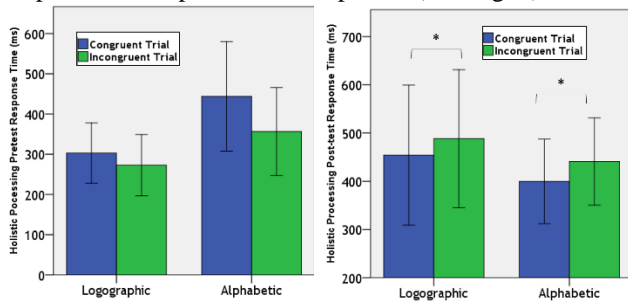 Holistic Pocessing Pretest Response Time (ms)
600
500
400
300
200
100
0
Congruent Trial
Incongruent Trial
Logographic
Alphabetic
Holistic Processing Post-test Response Time (ms)
700
600
500
400
300
200
Congruent Trial
Incongruent Trial
*
*
Logographic
Alphabetic